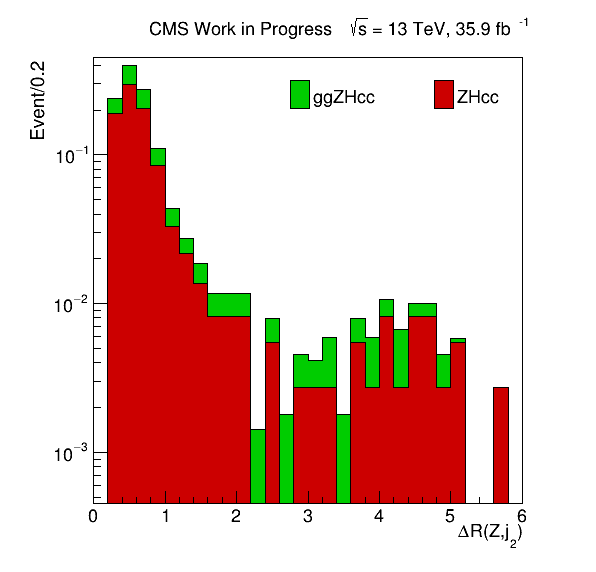 CMS Work in Progress √s = 13 TeV, 35.9 fb⁻¹
Event/0.2
ggZHcc ZHcc
10⁻¹
10⁻²
10⁻³
0 1 2 3 4 5 6
ΔR(Z,j₂)